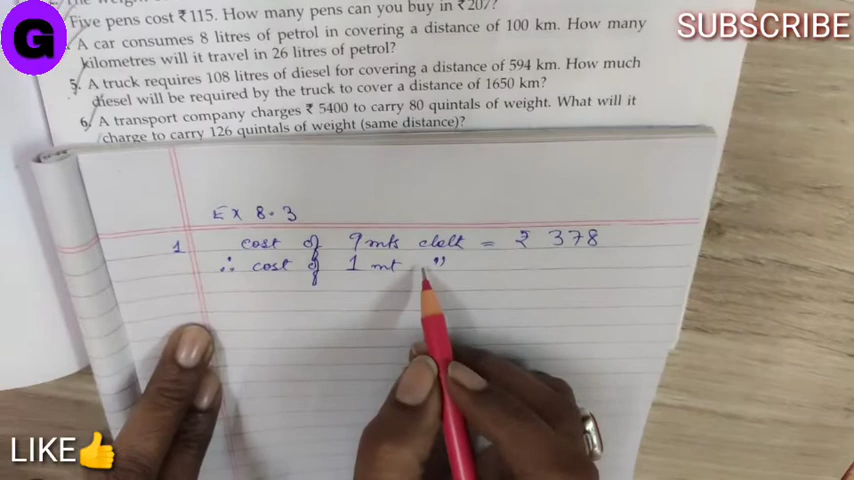 Five pens cost ₹ 115. How many pens can you buy in ₹ 207?
A car consumes 8 litres of petrol in covering a distance of 100 km. How many
kilometres will it travel in 26 litres of petrol?
5. A truck requires 108 litres of diesel for covering a distance of 594 km. How much
diesel will be required by the truck to cover a distance of 1650 km?
6. A transport company charges ₹ 5400 to carry 80 quintals of weight. What will it
charge to carry 126 quintals of weight (same distance)?
G
SUBSCRIBE
Ex 8.3
1 cost of 9 mts cloth = ₹ 378
∴ cost of 1 mt "
LIKE👍